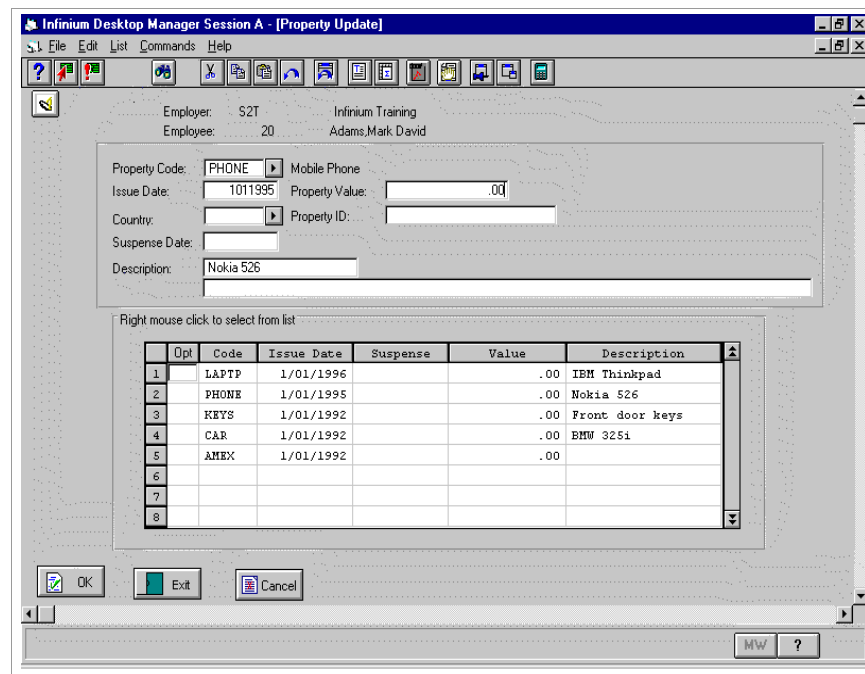 Infinium Desktop Manager Session A - [Property Update]
File Edit List Commands Help
Employer: S2T Infinium Training
Employee: 20 Adams,Mark David
Property Code: PHONE Mobile Phone
Issue Date: 1011995 Property Value: .00
Country: Property ID:
Suspense Date:
Description: Nokia 526
Right mouse click to select from list
Opt Code Issue Date Suspense Value Description
1 LAPTP 1/01/1996 .00 IBM Thinkpad
2 PHONE 1/01/1995 .00 Nokia 526
3 KEYS 1/01/1992 .00 Front door keys
4 CAR 1/01/1992 .00 BMW 325i
5 AMEX 1/01/1992 .00
6
7
8
OK Exit Cancel
MW ?